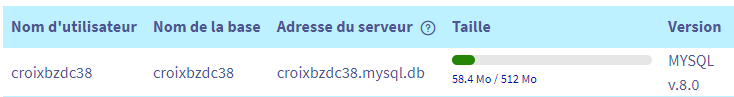 Nom d'utilisateur Nom de la base Adresse du serveur ? Taille Version
croixbzdc38 croixbzdc38 croixbzdc38.mysql.db 58.4 Mo / 512 Mo MYSQL
v.8.0